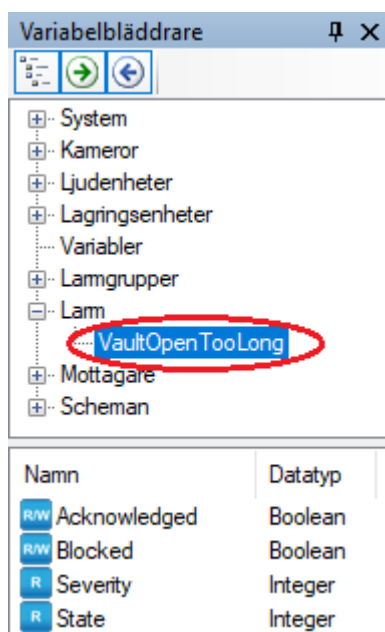 Variabelbläddrare
System
Kameror
Ljudenheter
Lagringsenheter
Variabler
Larmgrupper
Larm
VaultOpenTooLong
Mottagare
Scheman
Namn Datatyp
R/W Acknowledged Boolean
R/W Blocked Boolean
R Severity Integer
R State Integer